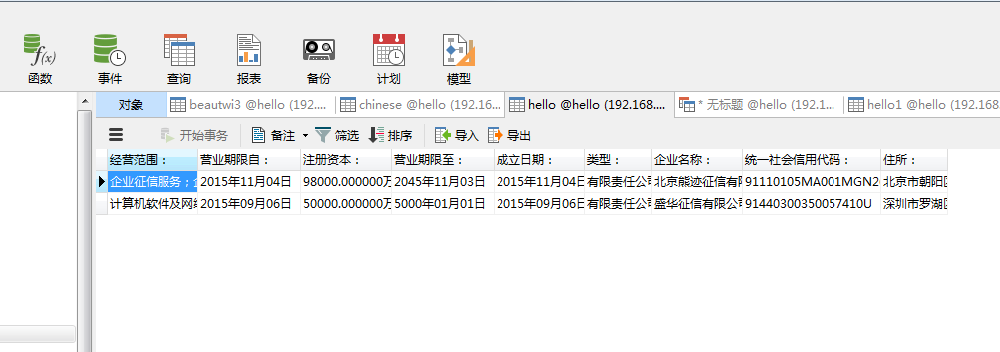 f(x)
函数 事件 查询 报表 备份 计划 模型
对象 beautwi3 @hello (192.... chinese @hello (192.16... hello @hello (192.168.... * 无标题 @hello (192.1... hello1 @hello (192.168
开始事务 备注 筛选 排序 导入 导出
经营范围： 营业期限自： 注册资本： 营业期限至： 成立日期： 类型： 企业名称： 统一社会信用代码： 住所：
企业征信服务； 2015年11月04日 98000.000000万 2045年11月03日 2015年11月04日 有限责任公司 北京熊迹征信有限 91110105MA001MGN2 北京市朝阳区
计算机软件及网络 2015年09月06日 50000.000000万 5000年01月01日 2015年09月06日 有限责任公司 盛华征信有限公司 91440300350057410U 深圳市罗湖区